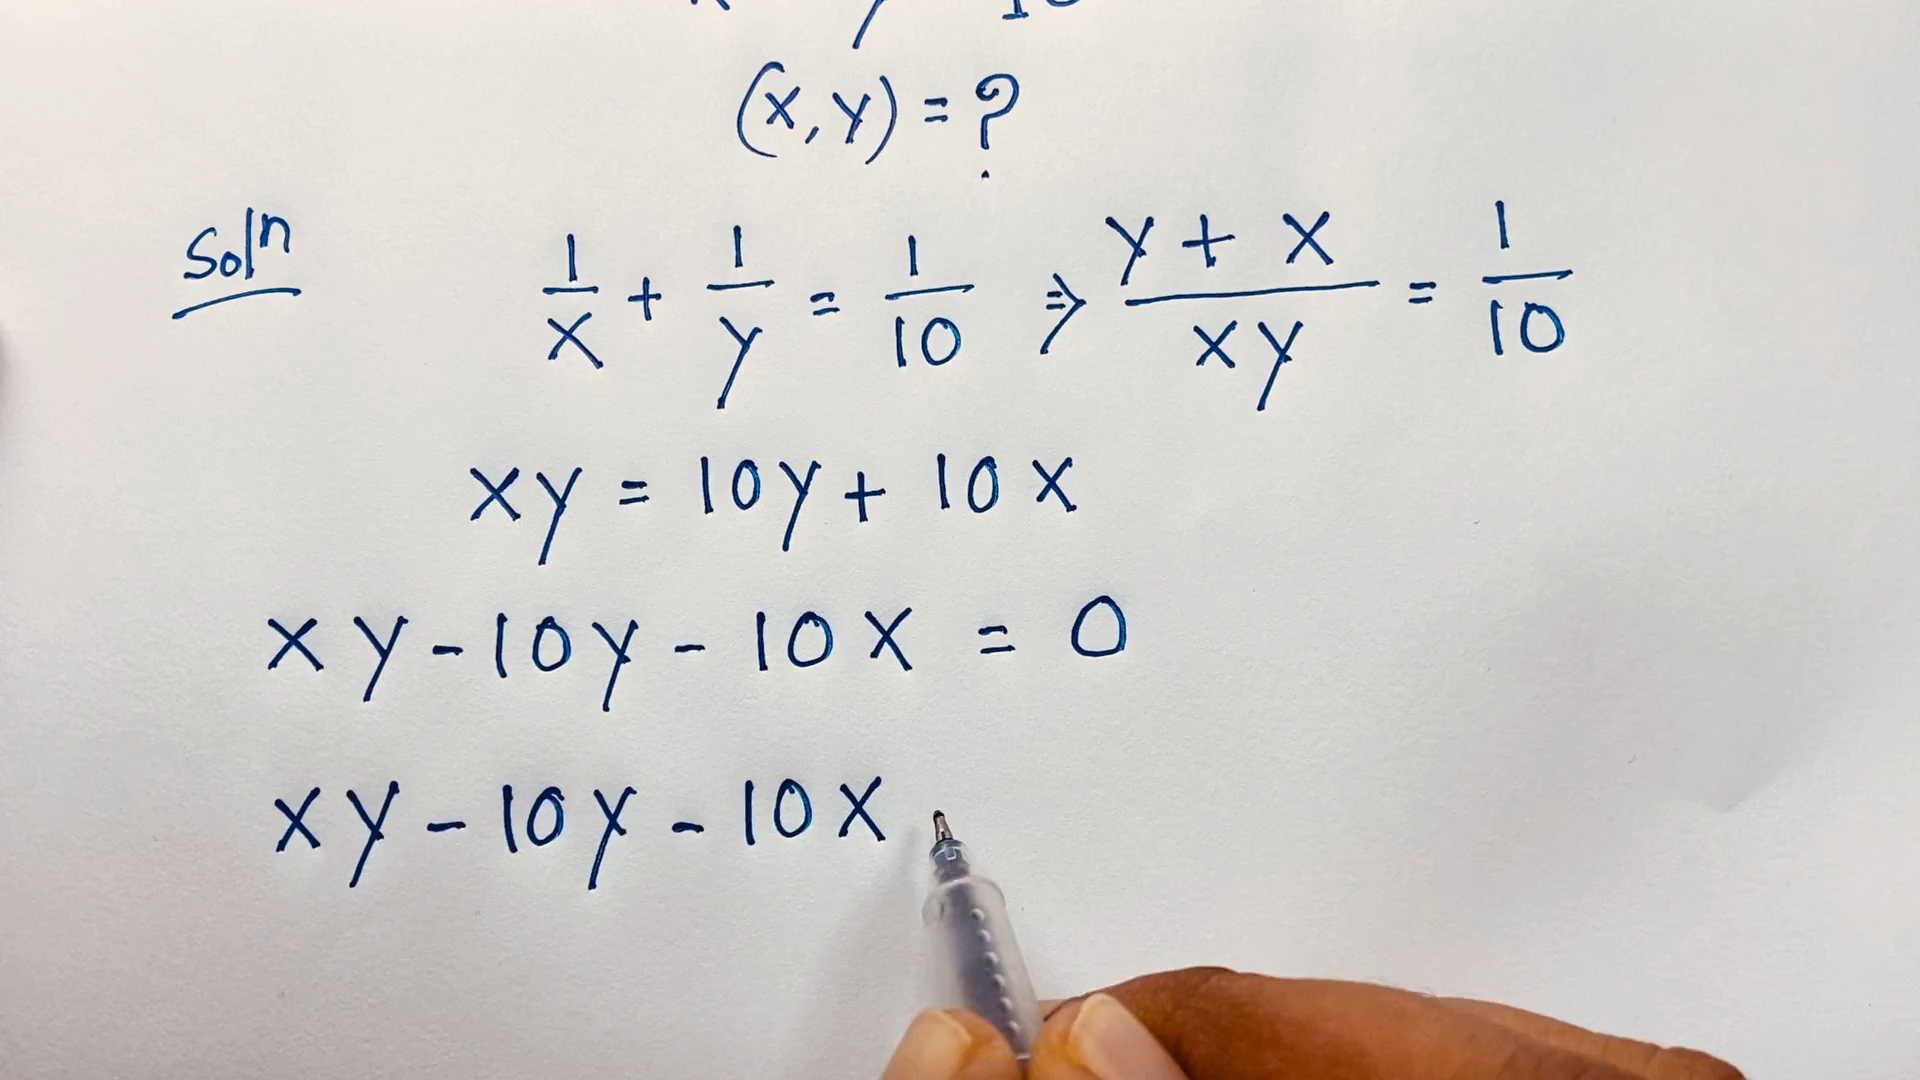 (x, y) = ?
Soln
1/x + 1/y = 1/10 ⇒ (y + x)/(xy) = 1/10
xy = 10y + 10x
xy - 10y - 10x = 0
xy - 10y - 10x